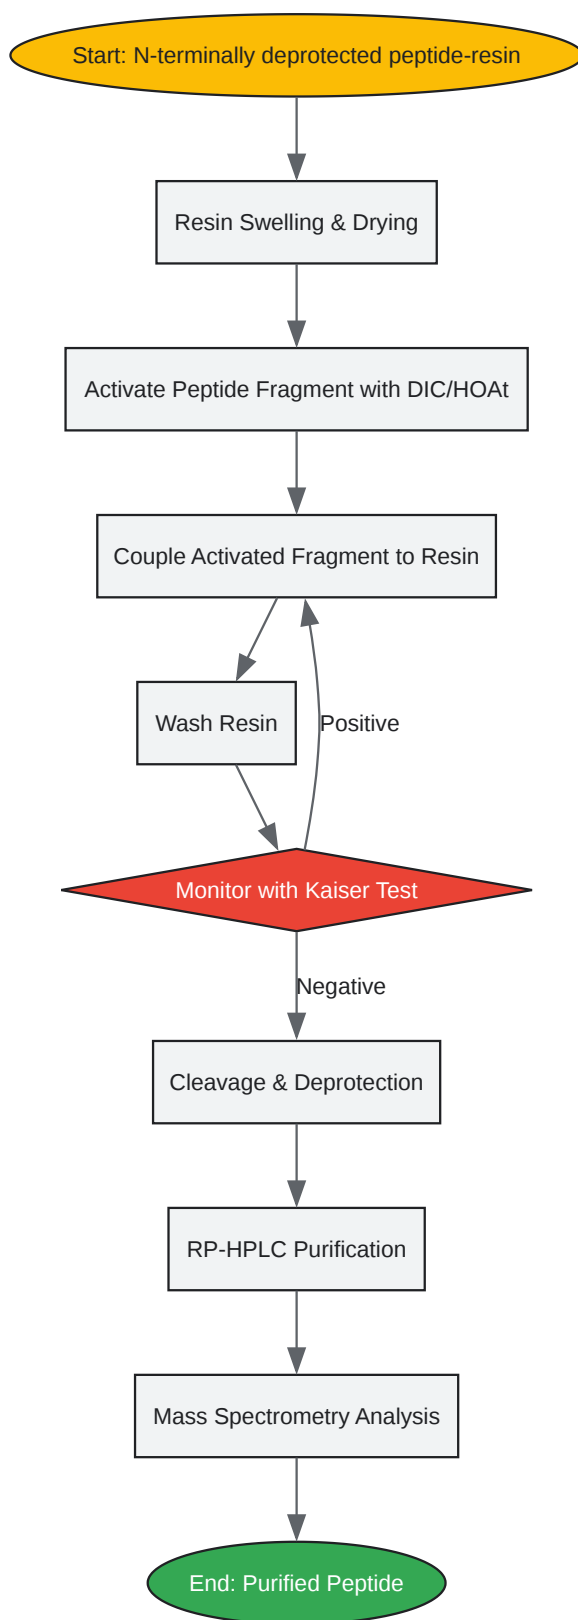 Start: N-terminally deprotected peptide-resin
Resin Swelling & Drying
Activate Peptide Fragment with DIC/HOAt
Couple Activated Fragment to Resin
Wash Resin
Positive
Monitor with Kaiser Test
Negative
Cleavage & Deprotection
RP-HPLC Purification
Mass Spectrometry Analysis
End: Purified Peptide